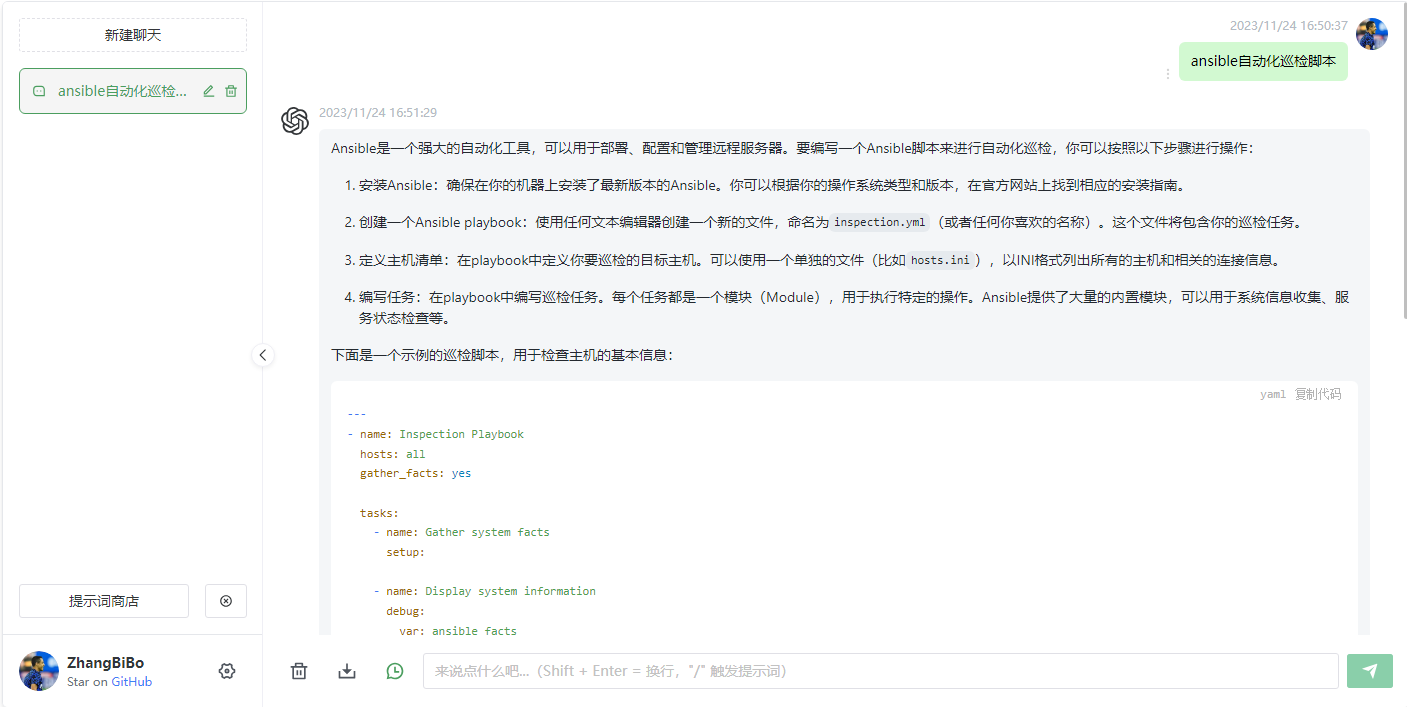 新建聊天
ansible自动化巡检...
提示词商店
ZhangBiBo
Star on GitHub
2023/11/24 16:50:37
ansible自动化巡检脚本
2023/11/24 16:51:29
Ansible是一个强大的自动化工具，可以用于部署、配置和管理远程服务器。要编写一个Ansible脚本来进行自动化巡检，你可以按照以下步骤进行操作：
1. 安装Ansible：确保在你的机器上安装了最新版本的Ansible。你可以根据你的操作系统类型和版本，在官方网站上找到相应的安装指南。
2. 创建一个Ansible playbook：使用任何文本编辑器创建一个新的文件，命名为 inspection.yml （或者任何你喜欢的名称）。这个文件将包含你的巡检任务。
3. 定义主机清单：在playbook中定义你要巡检的目标主机。可以使用一个单独的文件（比如 hosts.ini ），以INI格式列出所有的主机和相关的连接信息。
4. 编写任务：在playbook中编写巡检任务。每个任务都是一个模块（Module），用于执行特定的操作。Ansible提供了大量的内置模块，可以用于系统信息收集、服
务状态检查等。
下面是一个示例的巡检脚本，用于检查主机的基本信息：
yaml 复制代码
---
- name: Inspection Playbook
hosts: all
gather_facts: yes
tasks:
- name: Gather system facts
setup:
- name: Display system information
debug:
var: ansible facts
来说点什么吧...（Shift + Enter = 换行，"/" 触发提示词）